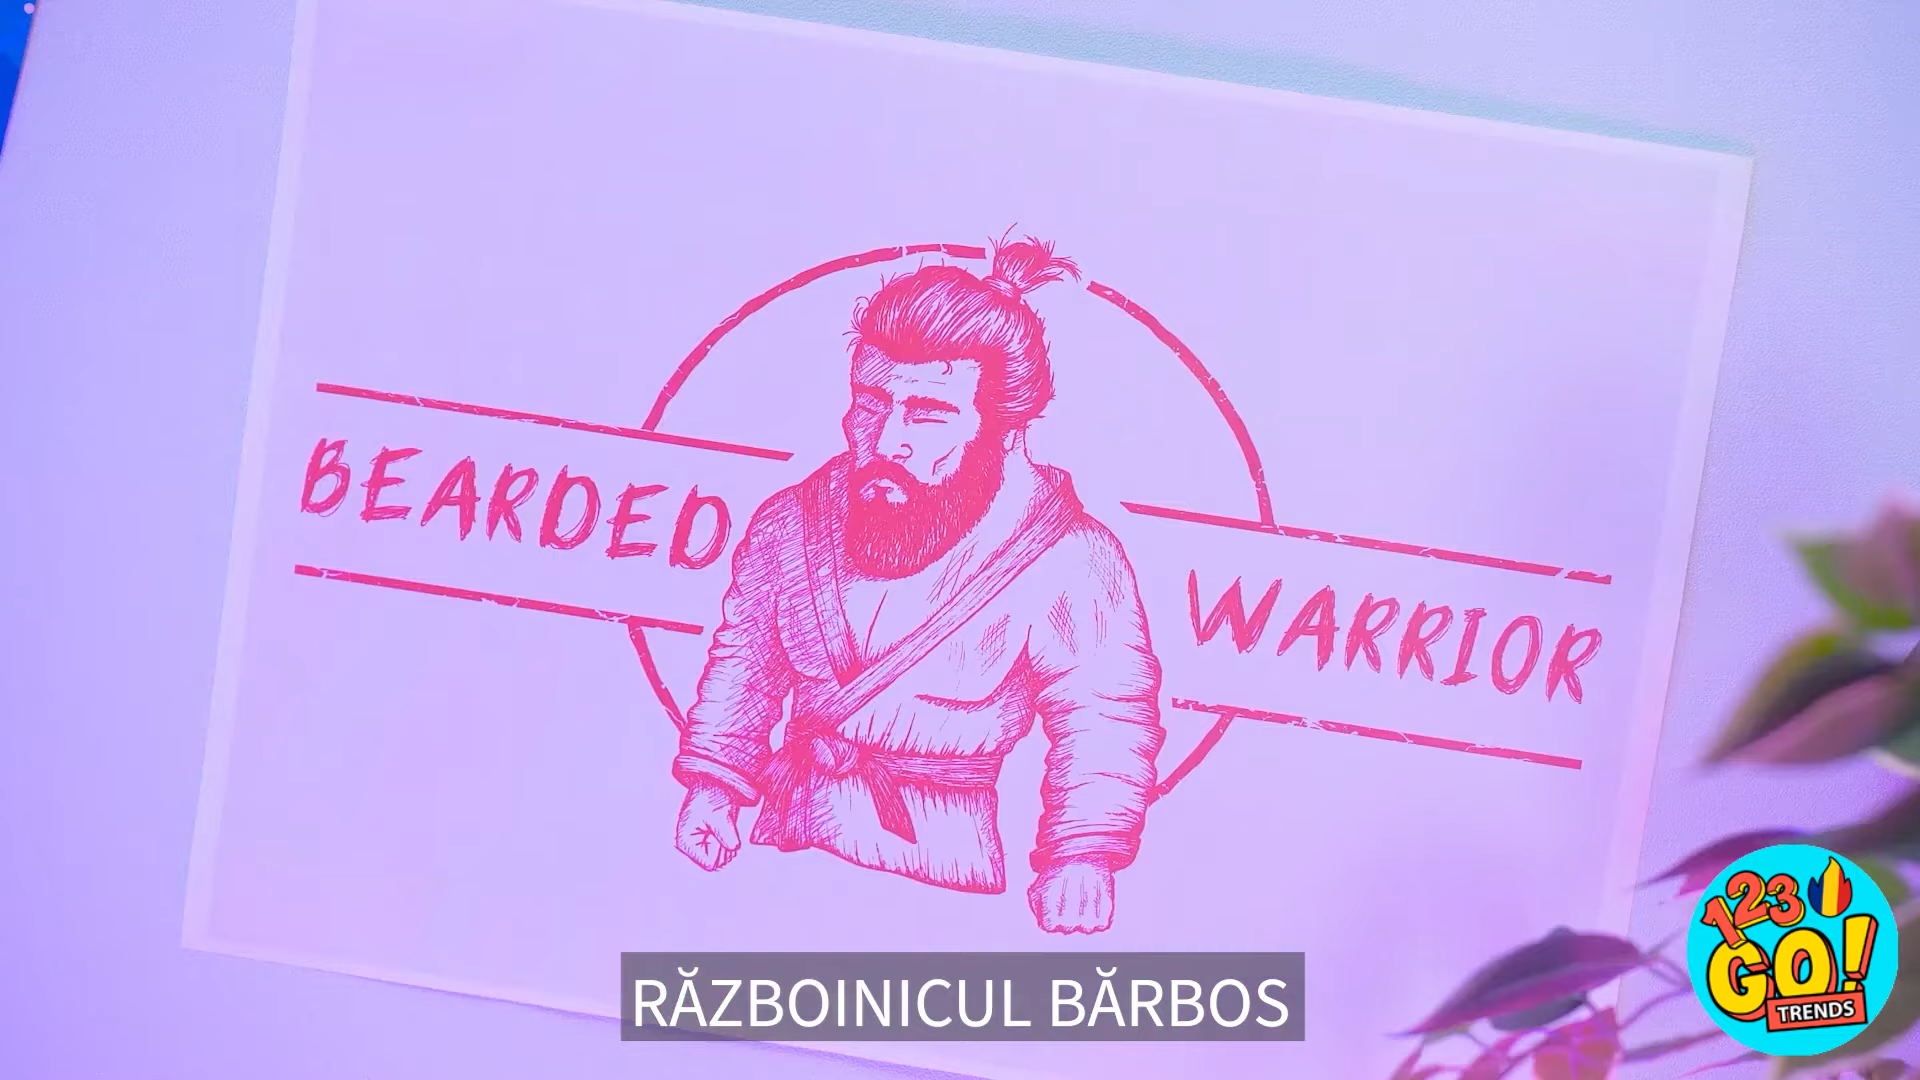 BEARDED
WARRIOR
RĂZBOINICUL BĂRBOS
123
GO!
TRENDS